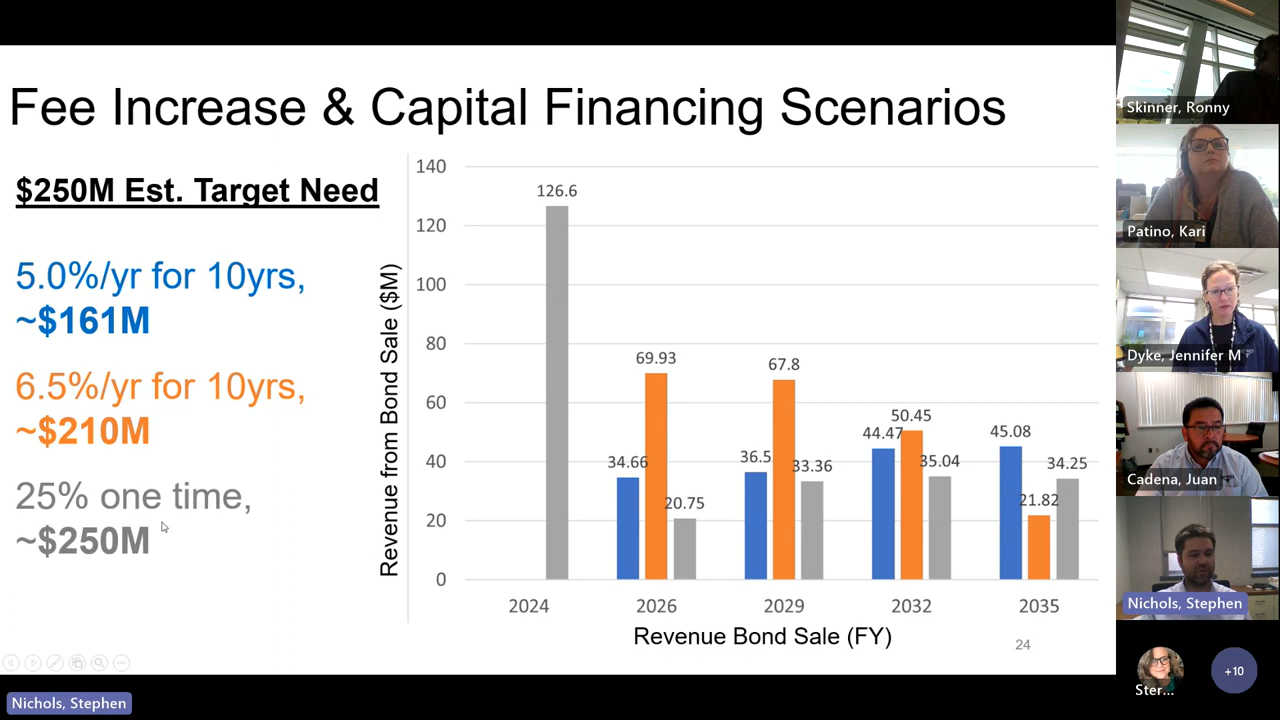 Fee Increase & Capital Financing Scenarios
$250M Est. Target Need
5.0%/yr for 10yrs,
~$161M
6.5%/yr for 10yrs,
~$210M
25% one time,
~$250M
Revenue from Bond Sale ($M)
140
120
100
80
60
40
20
0
126.6
34.66
69.93
20.75
36.5
67.8
33.36
44.47
50.45
35.04
45.08
21.82
34.25
2024
2026
2029
2032
2035
Revenue Bond Sale (FY)
24
Skinner, Ronny
Patino, Kari
Dyke, Jennifer M
Cadena, Juan
Nichols, Stephen
Ster...
+10
Nichols, Stephen